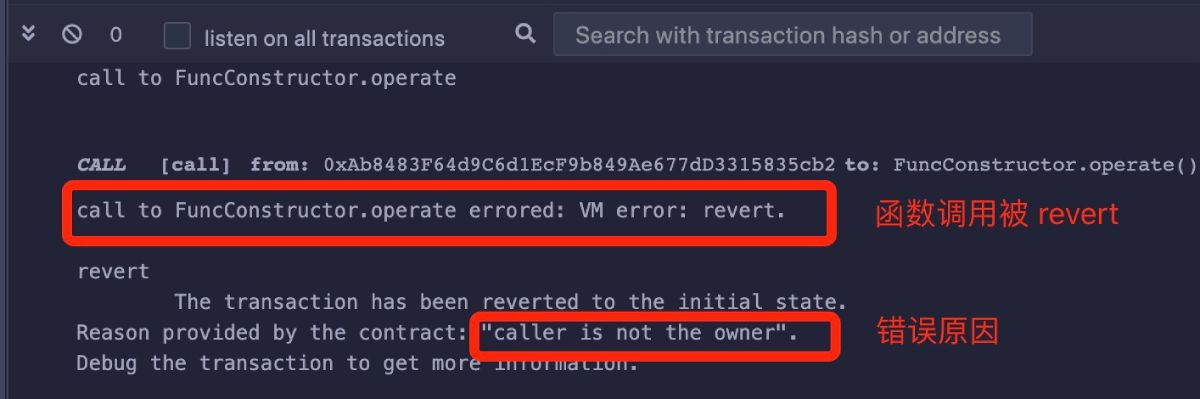 0 listen on all transactions Search with transaction hash or address
call to FuncConstructor.operate
CALL [call] from: 0xAb8483F64d9C6d1EcF9b849Ae677dD3315835cb2 to: FuncConstructor.operate()
call to FuncConstructor.operate errored: VM error: revert.
函数调用被 revert
revert
The transaction has been reverted to the initial state.
Reason provided by the contract: "caller is not the owner".
错误原因
Debug the transaction to get more information.